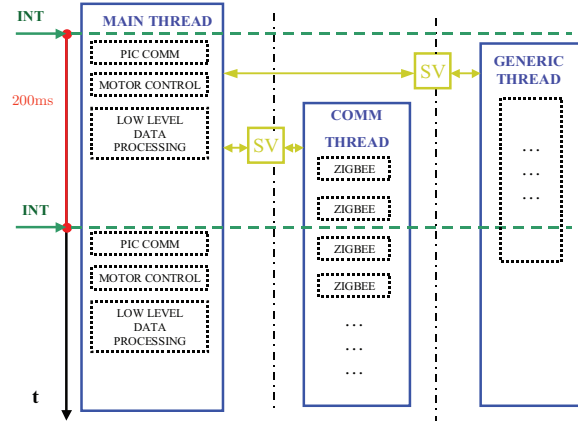 INT
MAIN THREAD
PIC COMM
MOTOR CONTROL
LOW LEVEL
DATA
PROCESSING
200ms
SV
SV
GENERIC
THREAD
...
...
...
COMM
THREAD
ZIGBEE
ZIGBEE
INT
PIC COMM
MOTOR CONTROL
LOW LEVEL
DATA
PROCESSING
ZIGBEE
ZIGBEE
...
...
...
t